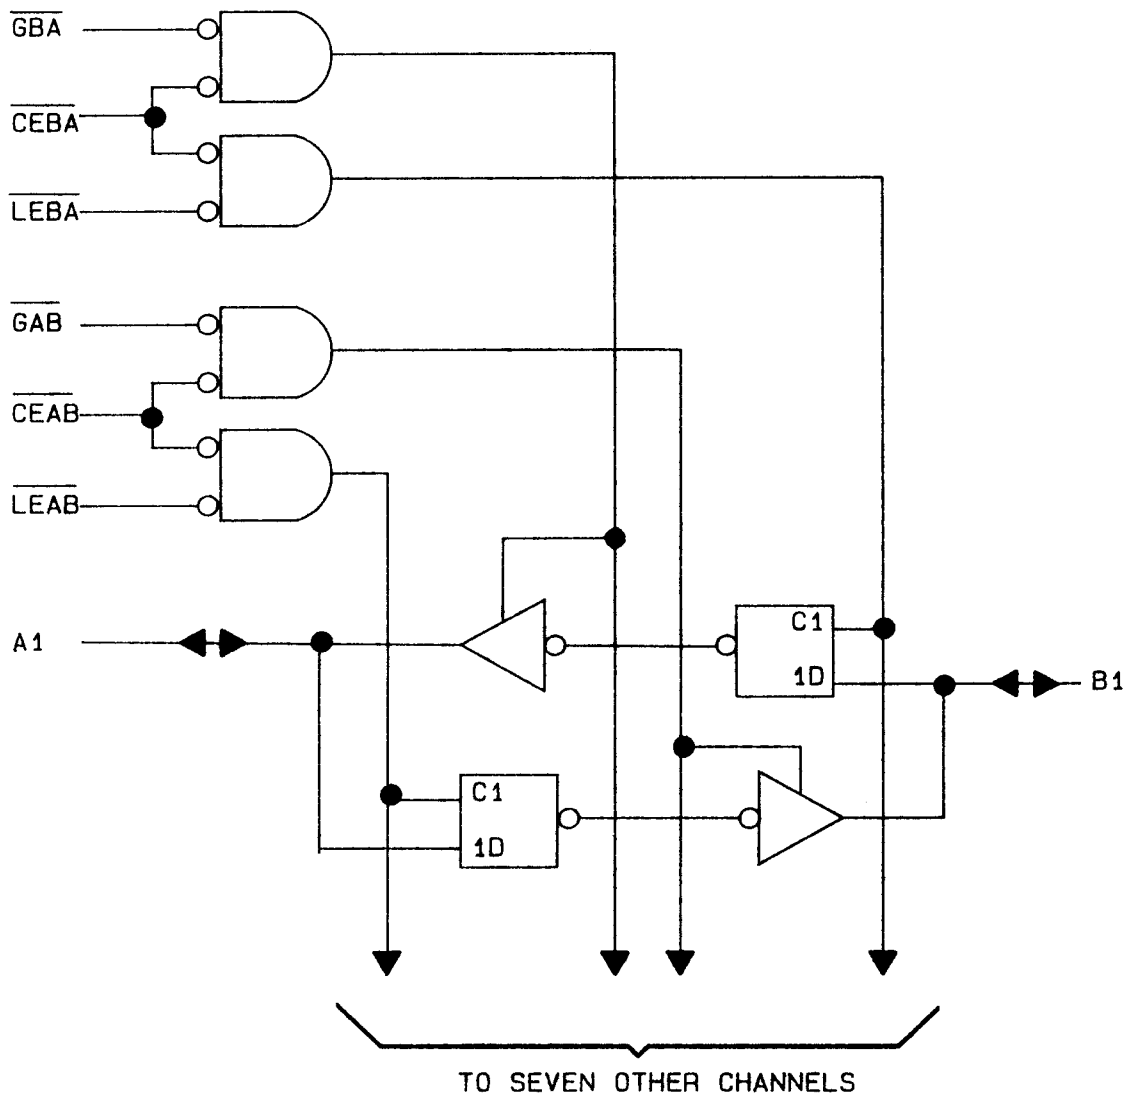 GBA
CEBA
LEBA
GAB
CEAB
LEAB
A1
C1
1D
B1
C1
1D
TO SEVEN OTHER CHANNELS